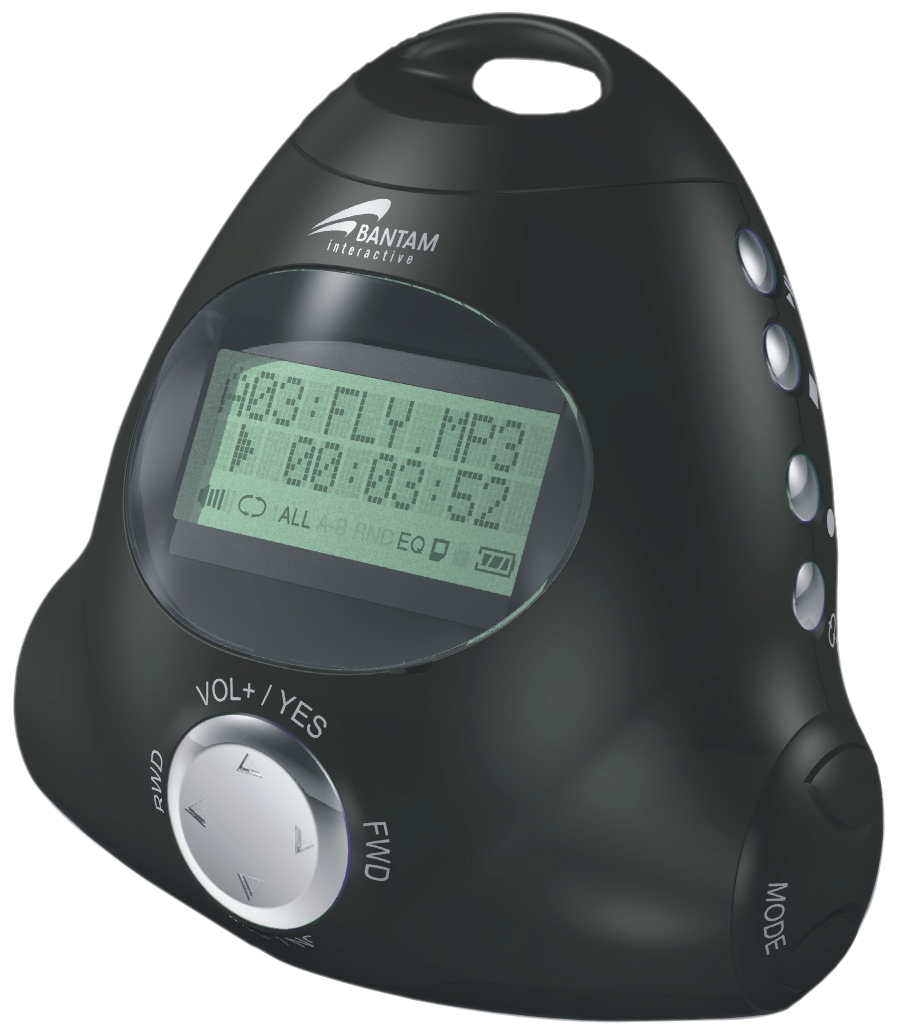 BANTAM
interactive
A03:FLY.MP3
00:03:52
ALL A-B RND EQ
VOL+ / YES
RWD
FWD
MODE